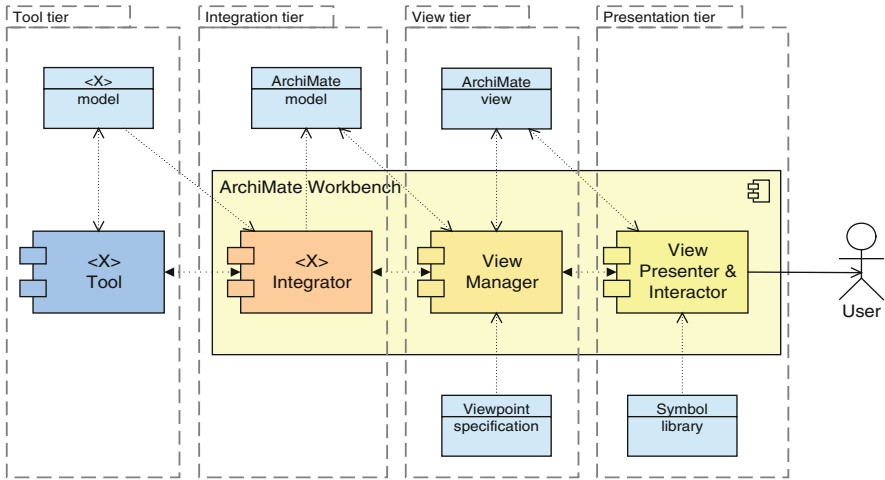 Tool tier
Integration tier
View tier
Presentation tier
<X>
model
ArchiMate
model
ArchiMate
view
ArchiMate Workbench
<X>
Tool
<X>
Integrator
View
Manager
View
Presenter &
Interactor
User
Viewpoint
specification
Symbol
library